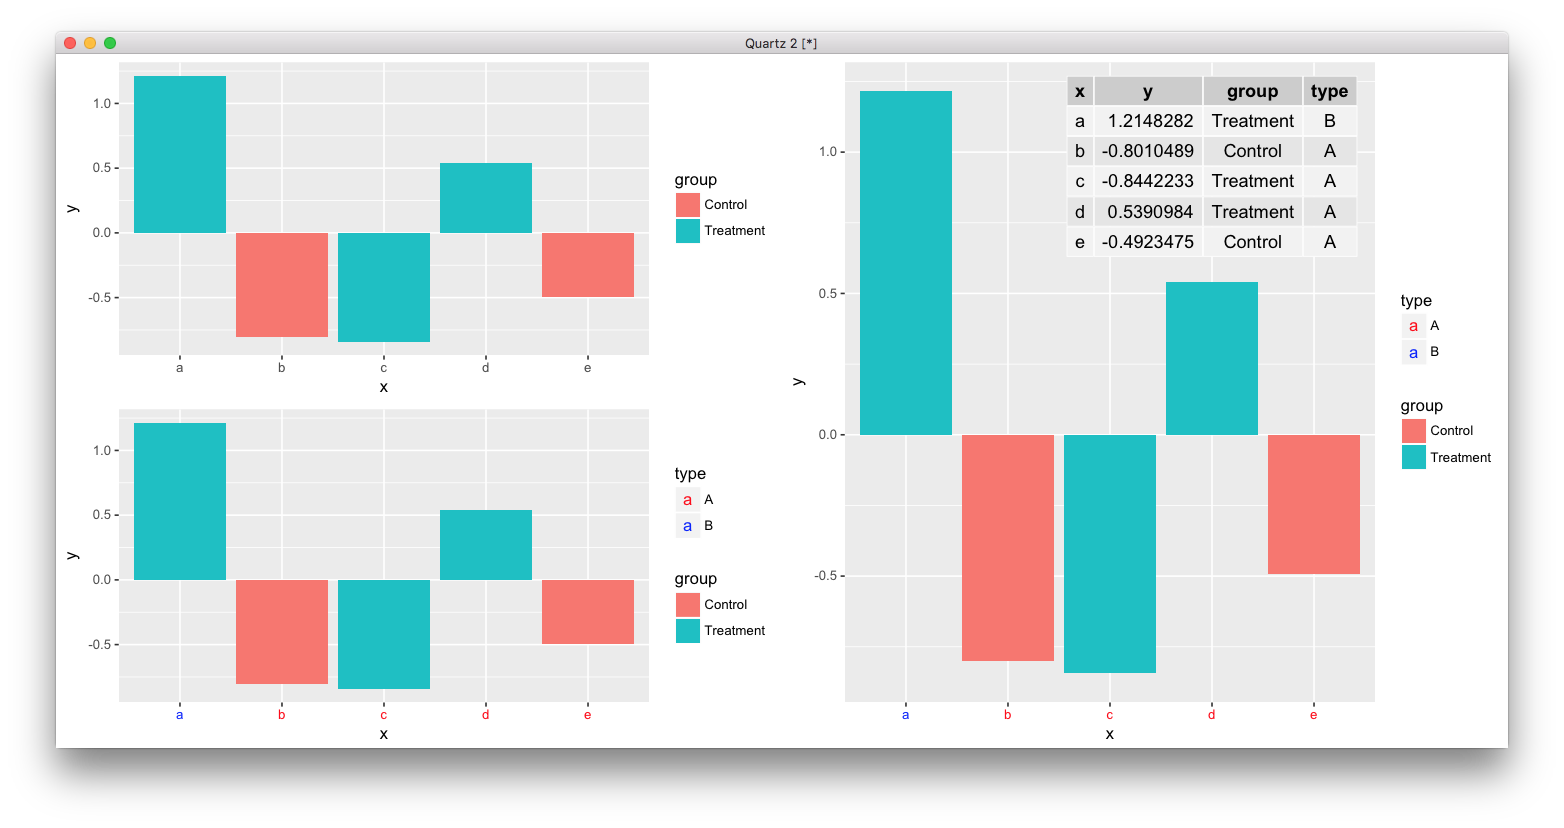 Quartz 2 [*]
1.0
0.5
0.0
-0.5
y
a b c d e
x
group
Control
Treatment
1.0
0.5
0.0
-0.5
y
a b c d e
x
type
a A
a B
group
Control
Treatment
1.0
0.5
0.0
-0.5
y
a b c d e
x
x y group type
a 1.2148282 Treatment B
b -0.8010489 Control A
c -0.8442233 Treatment A
d 0.5390984 Treatment A
e -0.4923475 Control A
type
a A
a B
group
Control
Treatment